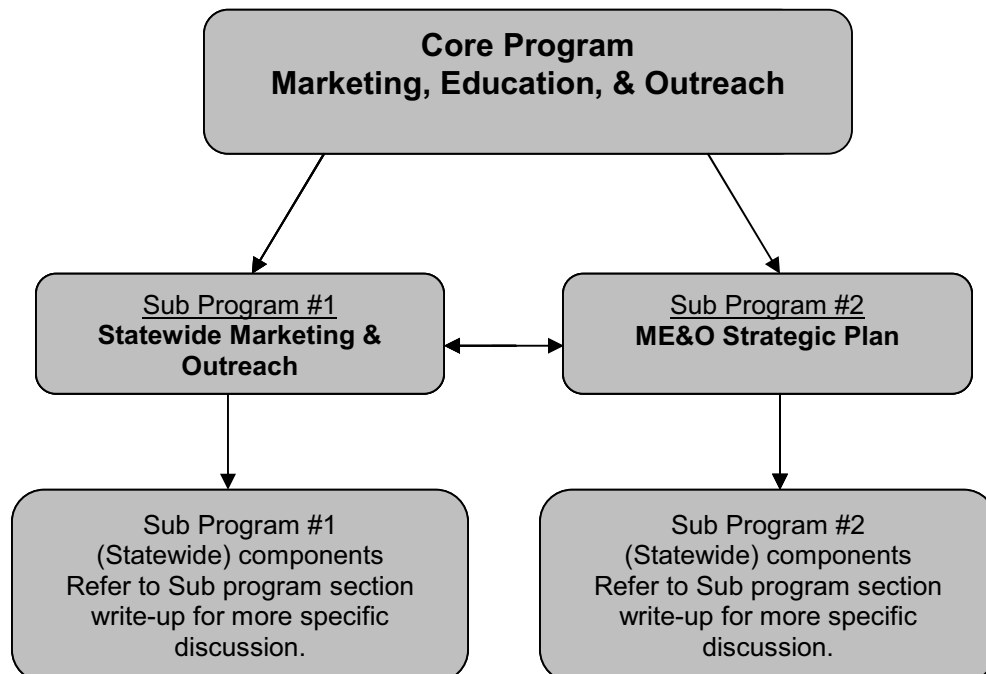 Core Program
Marketing, Education, & Outreach
Sub Program #1
Statewide Marketing &
Outreach
Sub Program #2
ME&O Strategic Plan
Sub Program #1
(Statewide) components
Refer to Sub program section
write-up for more specific
discussion.
Sub Program #2
(Statewide) components
Refer to Sub program section
write-up for more specific
discussion.